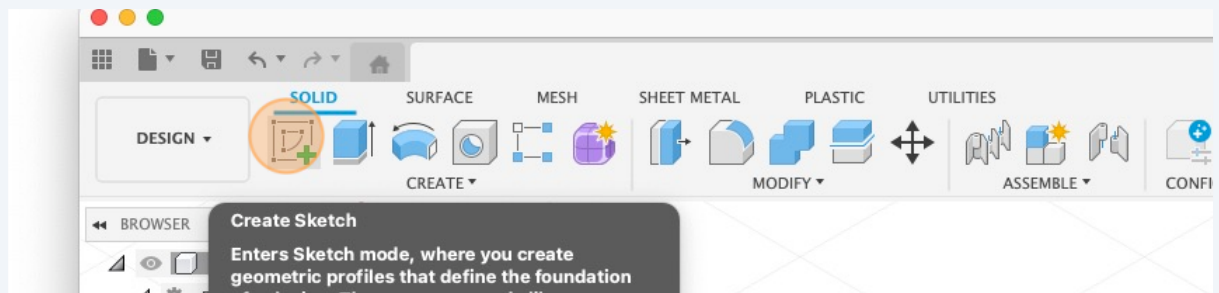 SOLID SURFACE MESH SHEET METAL PLASTIC UTILITIES
DESIGN
CREATE MODIFY ASSEMBLE
BROWSER
Create Sketch
Enters Sketch mode, where you create
geometric profiles that define the foundation